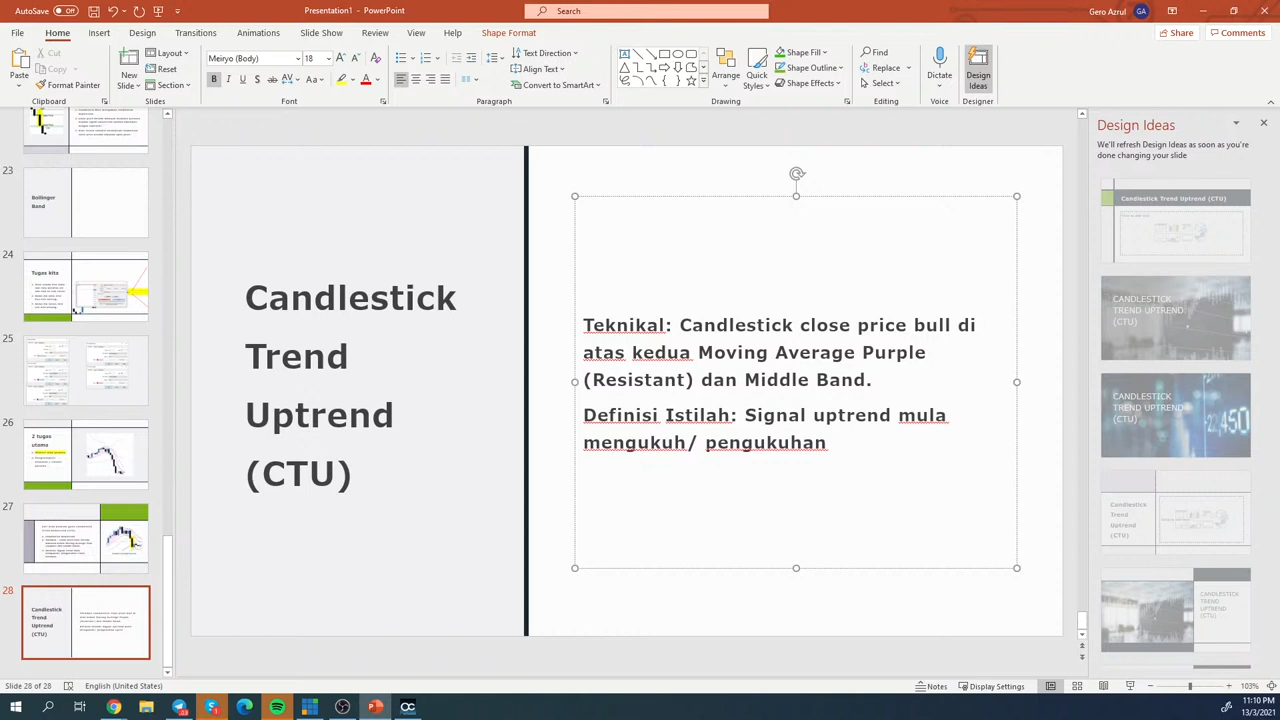 AutoSave Off
Presentation1 - PowerPoint
Search
Gero Azrul GA
File Home Insert Design Transitions Animations Slide Show Review View Help Shape Format
Share Comments
Paste
Cut
Copy
Format Painter
Clipboard
New Slide
Layout
Reset
Section
Slides
Meiryo (Body) 18
Font
Text Direction
Align Text
Convert to SmartArt
Paragraph
Arrange
Quick Styles
Shape Fill
Shape Outline
Shape Effects
Drawing
Find
Replace
Select
Editing
Dictate
Voice
Design Ideas
Designer
23
Bollinger
Band
24
Tugas kita
25
26
2 tugas
utama
27
28
Candlestick
Trend
Uptrend
(CTU)
Candlestick
Trend
Uptrend
(CTU)
Teknikal: Candlestick close price bull di
atas kedua Moving Average Purple
(Resistant) dan Middle Band.
Definisi Istilah: Signal uptrend mula
mengukuh/ pengukuhan
Design Ideas
We'll refresh Design Ideas as soon as you're
done changing your slide
Candlestick Trend Uptrend (CTU)
CANDLESTICK
TREND UPTREND
(CTU)
CANDLESTICK
TREND UPTREND
(CTU)
Candlestick
Trend
Uptrend
(CTU)
CANDLESTICK
TREND
UPTREND
(CTU)
Slide 28 of 28 English (United States)
Notes Display Settings 103%
11:10 PM
13/3/2021